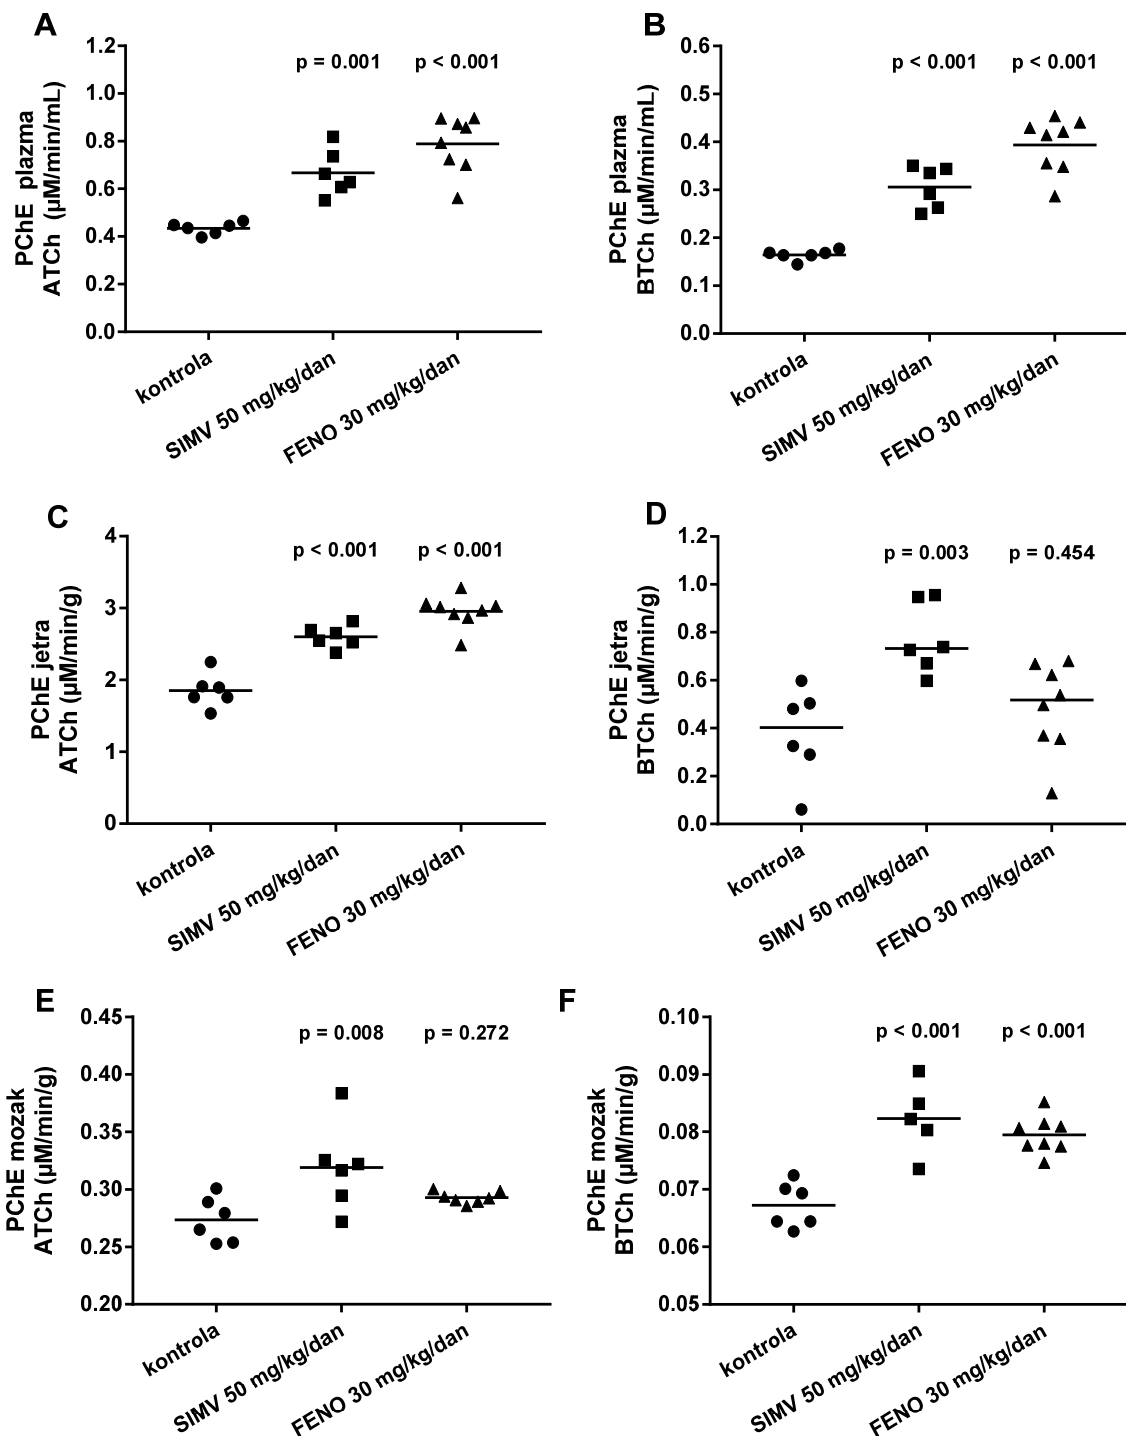 A
PChE plazma
ATCh (µM/min/mL)
1.2
1.0
0.8
0.6
0.4
0.2
0.0
p = 0.001
p < 0.001
kontrola
SIMV 50 mg/kg/dan
FENO 30 mg/kg/dan
B
PChE plazma
BTCh (µM/min/mL)
0.6
0.5
0.4
0.3
0.2
0.1
0.0
p < 0.001
p < 0.001
kontrola
SIMV 50 mg/kg/dan
FENO 30 mg/kg/dan
C
PChE jetra
ATCh (µM/min/g)
4
3
2
1
0
p < 0.001
p < 0.001
kontrola
SIMV 50 mg/kg/dan
FENO 30 mg/kg/dan
D
PChE jetra
BTCh (µM/min/g)
1.2
1.0
0.8
0.6
0.4
0.2
0.0
p = 0.003
p = 0.454
kontrola
SIMV 50 mg/kg/dan
FENO 30 mg/kg/dan
E
PChE mozak
ATCh (µM/min/g)
0.45
0.40
0.35
0.30
0.25
0.20
p = 0.008
p = 0.272
kontrola
SIMV 50 mg/kg/dan
FENO 30 mg/kg/dan
F
PChE mozak
BTCh (µM/min/g)
0.10
0.09
0.08
0.07
0.06
0.05
p < 0.001
p < 0.001
kontrola
SIMV 50 mg/kg/dan
FENO 30 mg/kg/dan